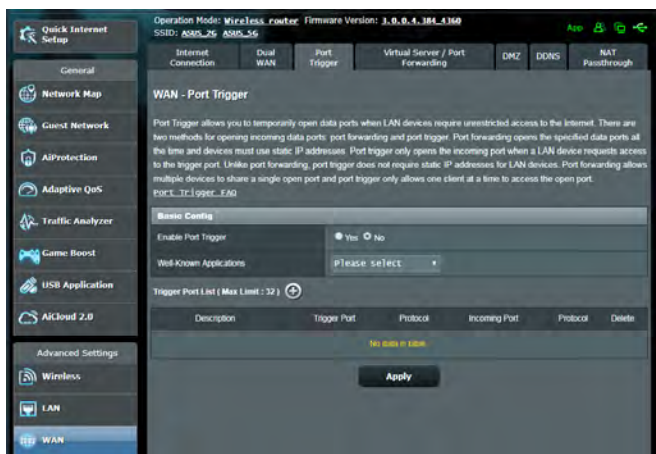 Quick Internet
Setup
Operation Mode: Wireless router Firmware Version: 3.0.0.4.384_4360
SSID: ASUS_2G ASUS_5G
App
Internet
Connection
Dual
WAN
Port
Trigger
Virtual Server / Port
Forwarding
DMZ
DDNS
NAT
Passthrough
General
Network Map
Guest Network
AiProtection
Adaptive QoS
Traffic Analyzer
Game Boost
USB Application
AiCloud 2.0
Advanced Settings
Wireless
LAN
WAN
WAN - Port Trigger
Port Trigger allows you to temporarily open data ports when LAN devices require unrestricted access to the Internet. There are
two methods for opening incoming data ports: port forwarding and port trigger. Port forwarding opens the specified data ports all
the time and devices must use static IP addresses. Port trigger only opens the incoming port when a LAN device requests access
to the trigger port. Unlike port forwarding, port trigger does not require static IP addresses for LAN devices. Port forwarding allows
multiple devices to share a single open port and port trigger only allows one client at a time to access the open port.
Port Trigger FAQ
Basic Config
Enable Port Trigger
Yes No
Well-Known Applications
Please select
Trigger Port List ( Max Limit : 32 )
Description Trigger Port Protocol Incoming Port Protocol Delete
No data in table.
Apply